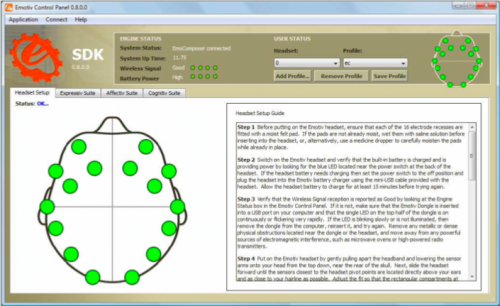 Emotiv Control Panel 0.8.0.0
Application Connect Help
SDK
0.8.0.0
ENGINE STATUS
System Status: EmoComposer connected
System Up Time: 11.75
Wireless Signal Good
Battery Power High
USER STATUS
Headset: Profile:
0 ec
Add Profile... Remove Profile Save Profile
Headset Setup Expressiv Suite Affectiv Suite Cognitiv Suite
Status: OK...
Headset Setup Guide
Step 1 Before putting on the Emotiv headset, ensure that each of the 16 electrode recesses are
fitted with a moist felt pad. If the pads are not already moist, wet them with saline solution before
inserting into the headset, or, alternatively, use a medicine dropper to carefully moisten the pads
while already in place.
Step 2 Switch on the Emotiv headset and verify that the built-in battery is charged and is
providing power by looking for the blue LED located near the power switch at the back of the
headset. If the headset battery needs charging then set the power switch to the off position and
plug the headset into the Emotiv battery charger using the mini-USB cable provided with the
headset. Allow the headset battery to charge for at least 15 minutes before trying again.
Step 3 Verify that the Wireless Signal reception is reported as Good by looking at the Engine
Status box in the Emotiv Control Panel. If it is not, make sure that the Emotiv Dongle is inserted
into a USB port on your computer and that the single LED on the top half of the dongle is on
continuously or flickering very rapidly. If the LED is blinking slowly or is not illuminated, then
remove the dongle from the computer, reinsert it, and try again. Remove any metallic or dense
physical obstructions located near the dongle or the headset, and move away from any powerful
sources of electromagnetic interference, such as microwave ovens or high-powered radio
transmitters.
Step 4 Put on the Emotiv headset by gently pulling apart the headband and lowering the sensor
arms onto your head from the top down, near the rear of the skull. Next, slide the headset
forward until the sensors closest to the headset pivot points are located directly above your ears
and as close to your hairline as possible. Adjust the fit so that the rectangular compartments at